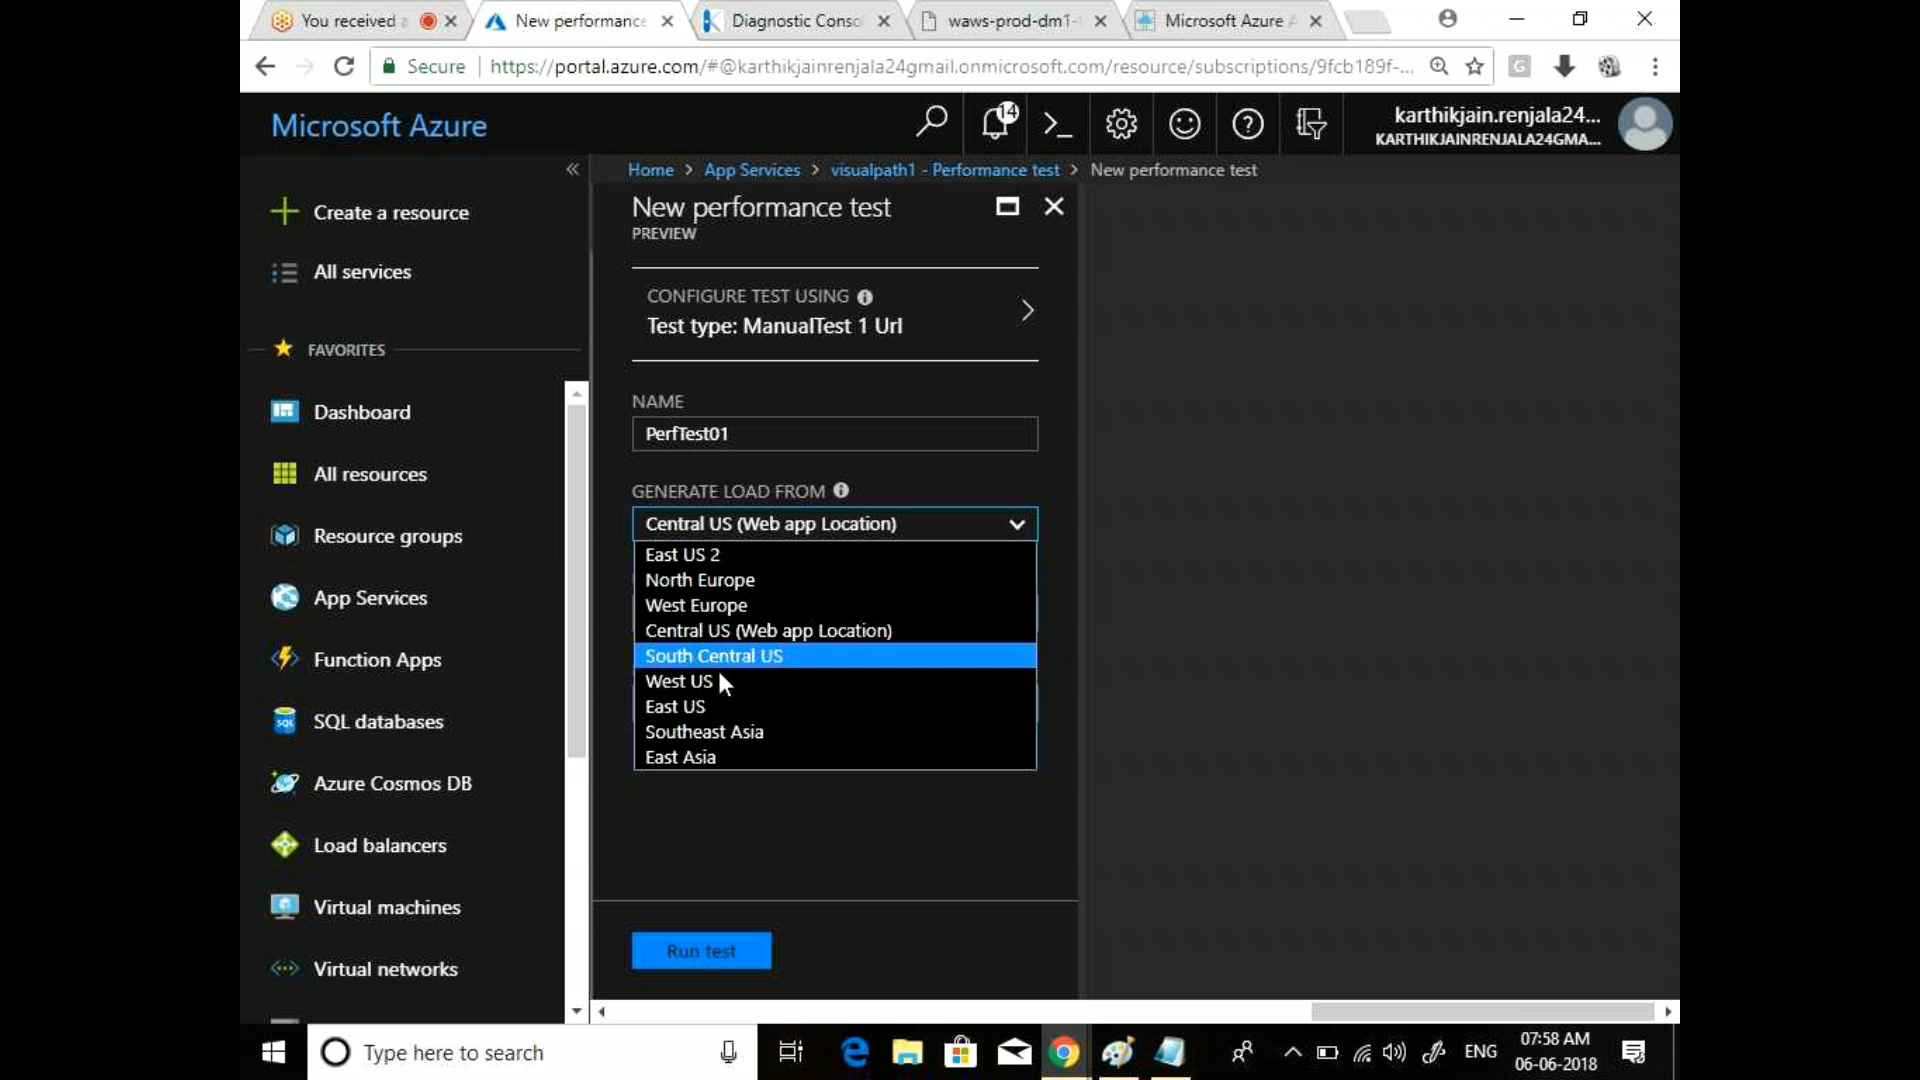 You received a
New performance
Diagnostic Conso
waws-prod-dm1-
Microsoft Azure A
Secure
https://portal.azure.com/#@karthikjainrenjala24gmail.onmicrosoft.com/resource/subscriptions/9fcb189f-...
G
Microsoft Azure
14
karthikjain.renjala24...
KARTHIKJAINRENJALA24GMA...
Home > App Services > visualpath1 - Performance test > New performance test
Create a resource
All services
FAVORITES
Dashboard
All resources
Resource groups
App Services
Function Apps
SQL
SQL databases
Azure Cosmos DB
Load balancers
Virtual machines
Virtual networks
New performance test
PREVIEW
CONFIGURE TEST USING
Test type: ManualTest 1 Url
NAME
PerfTest01
GENERATE LOAD FROM
Central US (Web app Location)
East US 2
North Europe
West Europe
Central US (Web app Location)
South Central US
West US
East US
Southeast Asia
East Asia
Run test
Type here to search
ENG
07:58 AM
06-06-2018